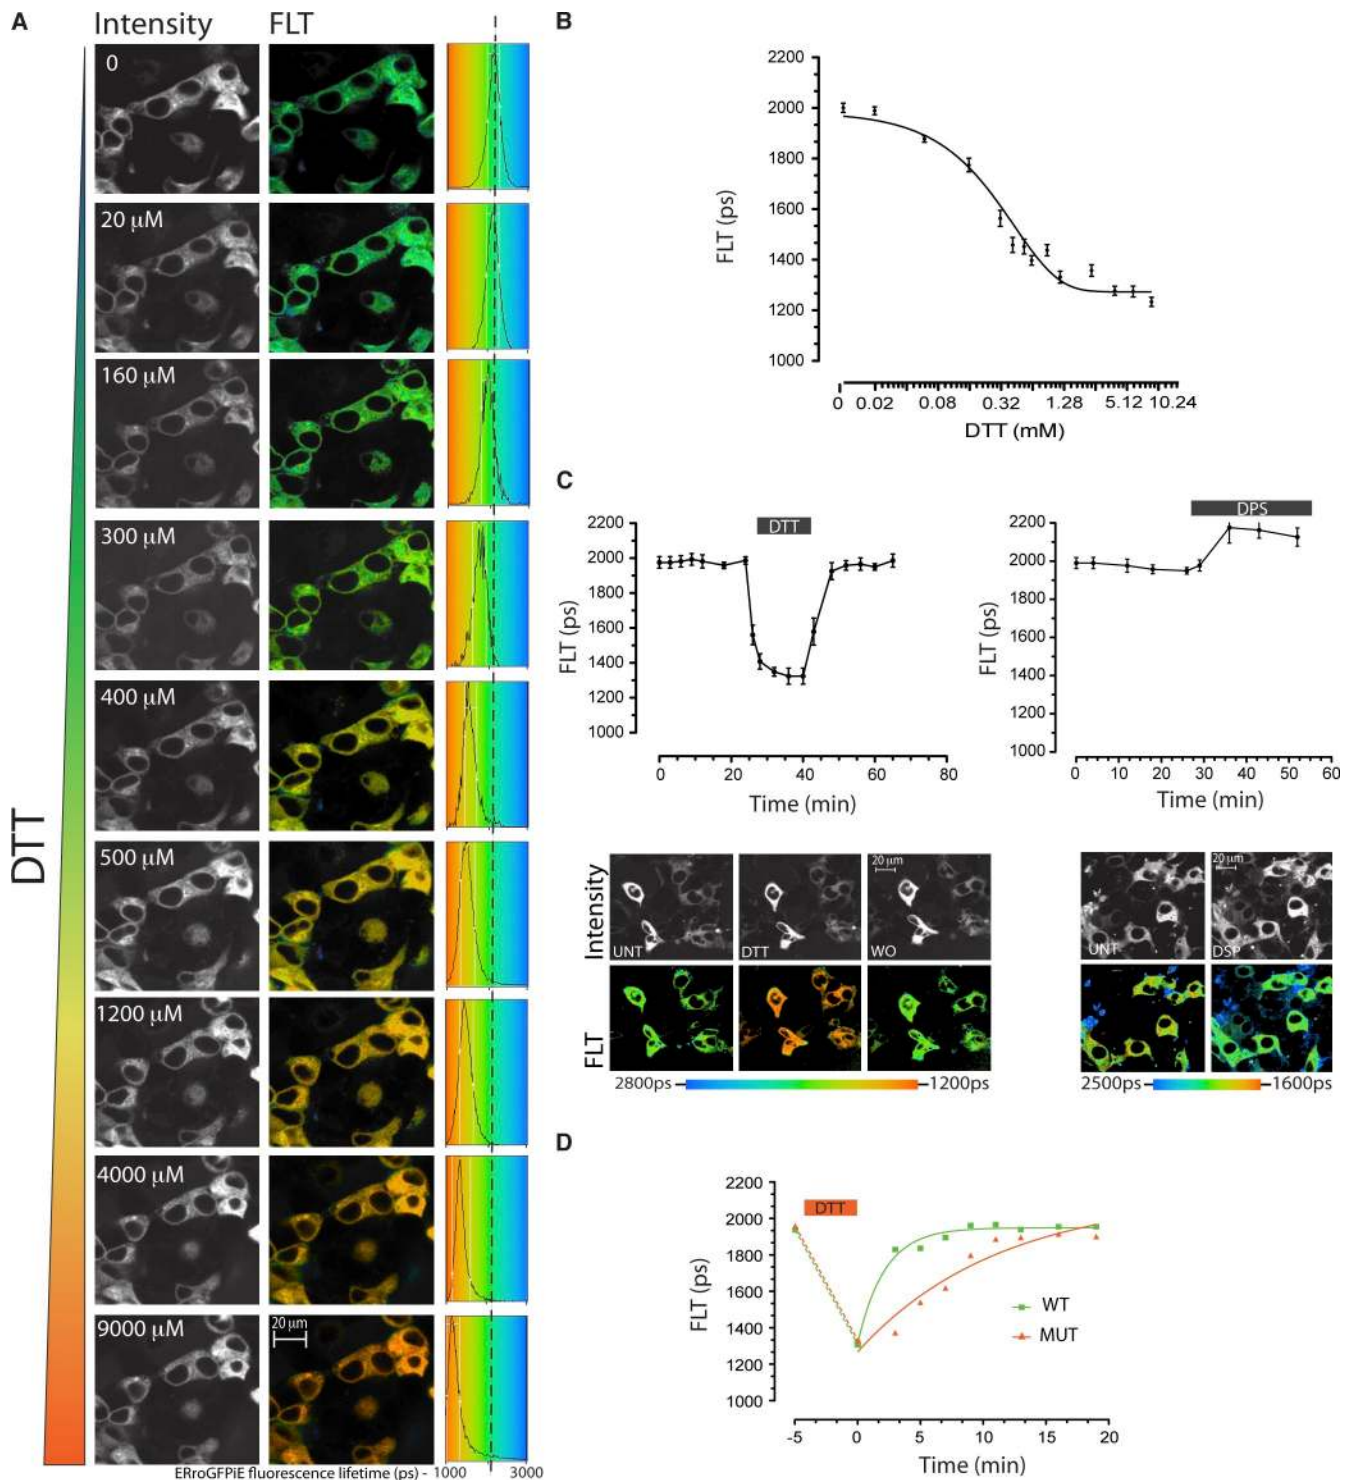 A
Intensity FLT
DTT
0
20 µM
160 µM
300 µM
400 µM
500 µM
1200 µM
4000 µM
9000 µM
20 µm
ERroGFPiE fluorescence lifetime (ps) - 1000 3000
B
FLT (ps)
2200
2000
1800
1600
1400
1200
1000
0 0.02 0.08 0.32 1.28 5.12 10.24
DTT (mM)
C
FLT (ps)
2200
2000
1800
1600
1400
1200
1000
DTT
0 20 40 60 80
Time (min)
FLT (ps)
2200
2000
1800
1600
1400
1200
1000
DPS
0 10 20 30 40 50 60
Time (min)
Intensity
UNT
DTT
20 µm
WO
FLT
2800ps 1200ps
UNT
20 µm
DSP
2500ps 1600ps
D
FLT (ps)
2200
2000
1800
1600
1400
1200
1000
DTT
WT
MUT
-5 0 5 10 15 20
Time (min)